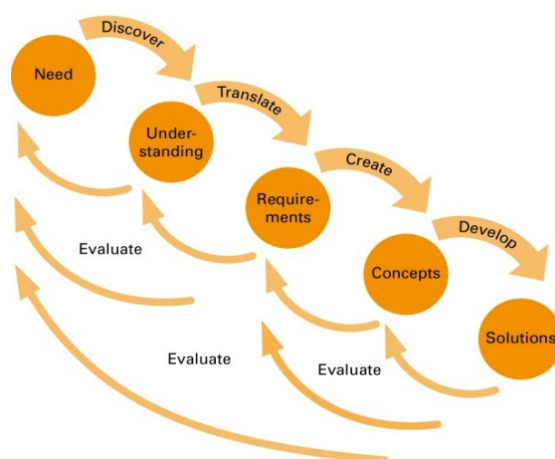 Discover
Need
Translate
Under-
standing
Create
Require-
ments
Develop
Concepts
Evaluate
Solutions
Evaluate
Evaluate